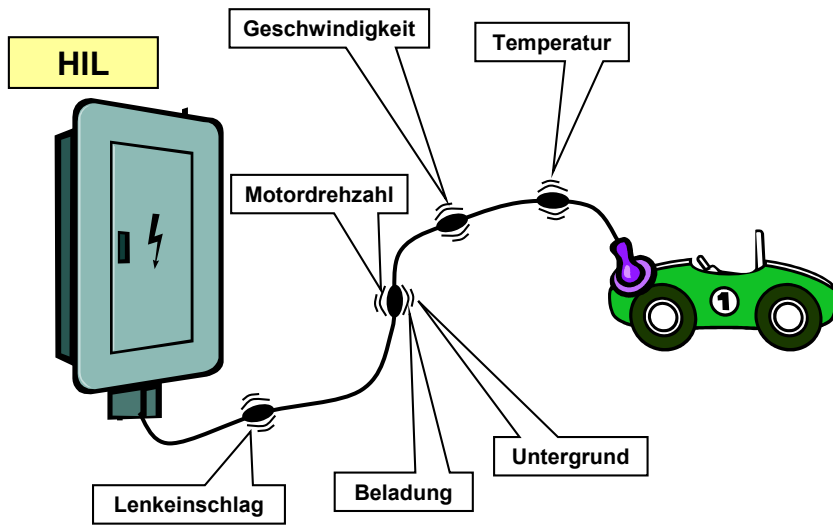 Geschwindigkeit
Temperatur
HIL
Motordrehzahl
1
Untergrund
Beladung
Lenkeinschlag